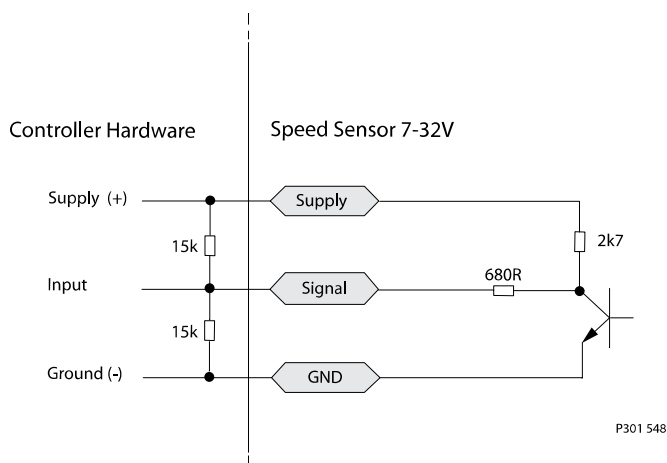 Controller Hardware
Speed Sensor 7-32V
Supply (+)
Supply
15k
2k7
680R
Input
Signal
15k
Ground (-)
GND
P301 548